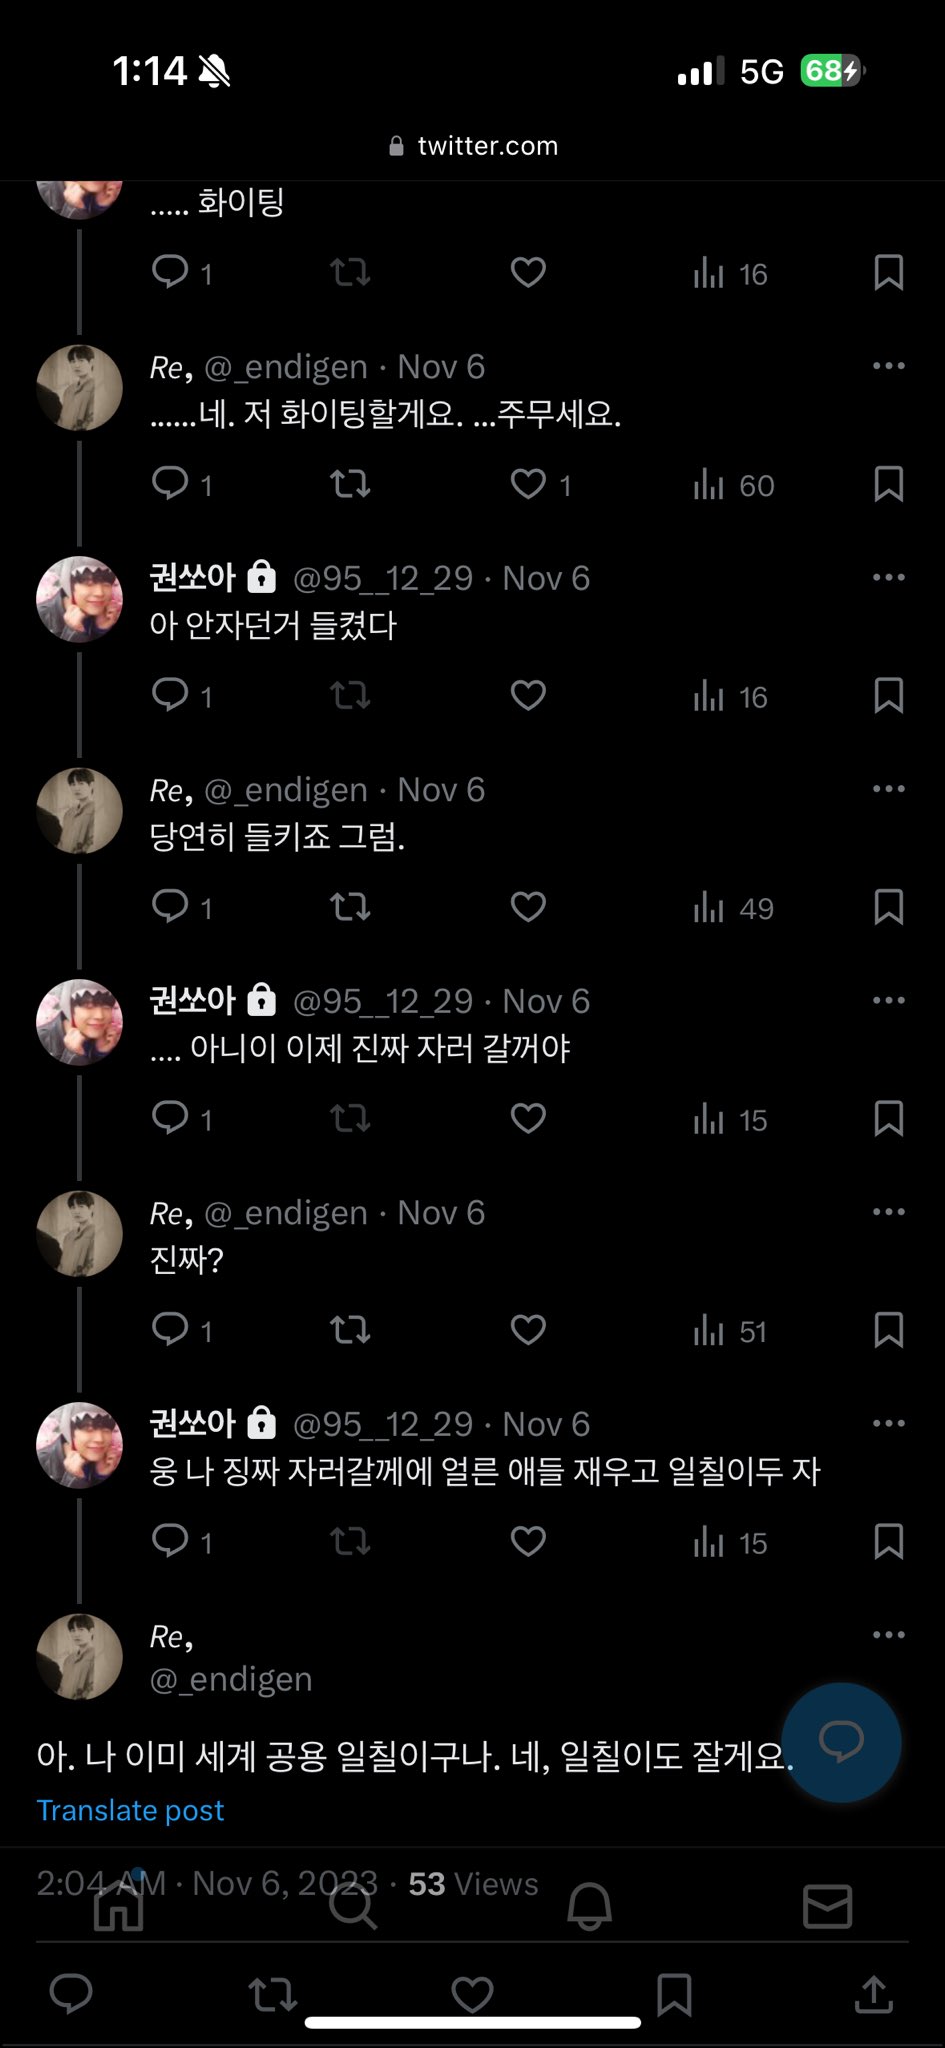 1:14 5G 68
twitter.com
..... 화이팅
1 16
Re, @_endigen · Nov 6
......네. 저 화이팅할게요. ...주무세요.
1 1 60
권쏘아 @95__12_29 · Nov 6
아 안자던거 들켰다
1 16
Re, @_endigen · Nov 6
당연히 들키죠 그럼.
1 49
권쏘아 @95__12_29 · Nov 6
.... 아니이 이제 진짜 자러 갈꺼야
1 15
Re, @_endigen · Nov 6
진짜?
1 51
권쏘아 @95__12_29 · Nov 6
웅 나 징짜 자러갈께에 얼른 애들 재우고 일칠이두 자
1 15
Re,
@_endigen
아. 나 이미 세계 공용 일칠이구나. 네, 일칠이도 잘게요.
Translate post
2:04 AM · Nov 6, 2023 · 53 Views